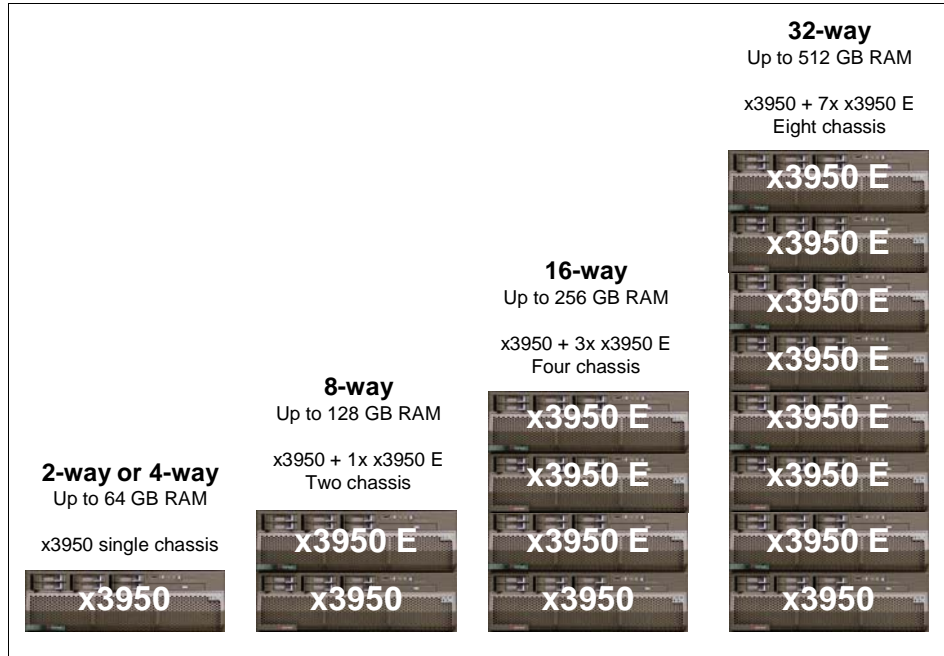 2-way or 4-way
Up to 64 GB RAM
x3950 single chassis
x3950
8-way
Up to 128 GB RAM
x3950 + 1x x3950 E
Two chassis
x3950 E
x3950
16-way
Up to 256 GB RAM
x3950 + 3x x3950 E
Four chassis
x3950 E
x3950 E
x3950 E
x3950
32-way
Up to 512 GB RAM
x3950 + 7x x3950 E
Eight chassis
x3950 E
x3950 E
x3950 E
x3950 E
x3950 E
x3950 E
x3950 E
x3950